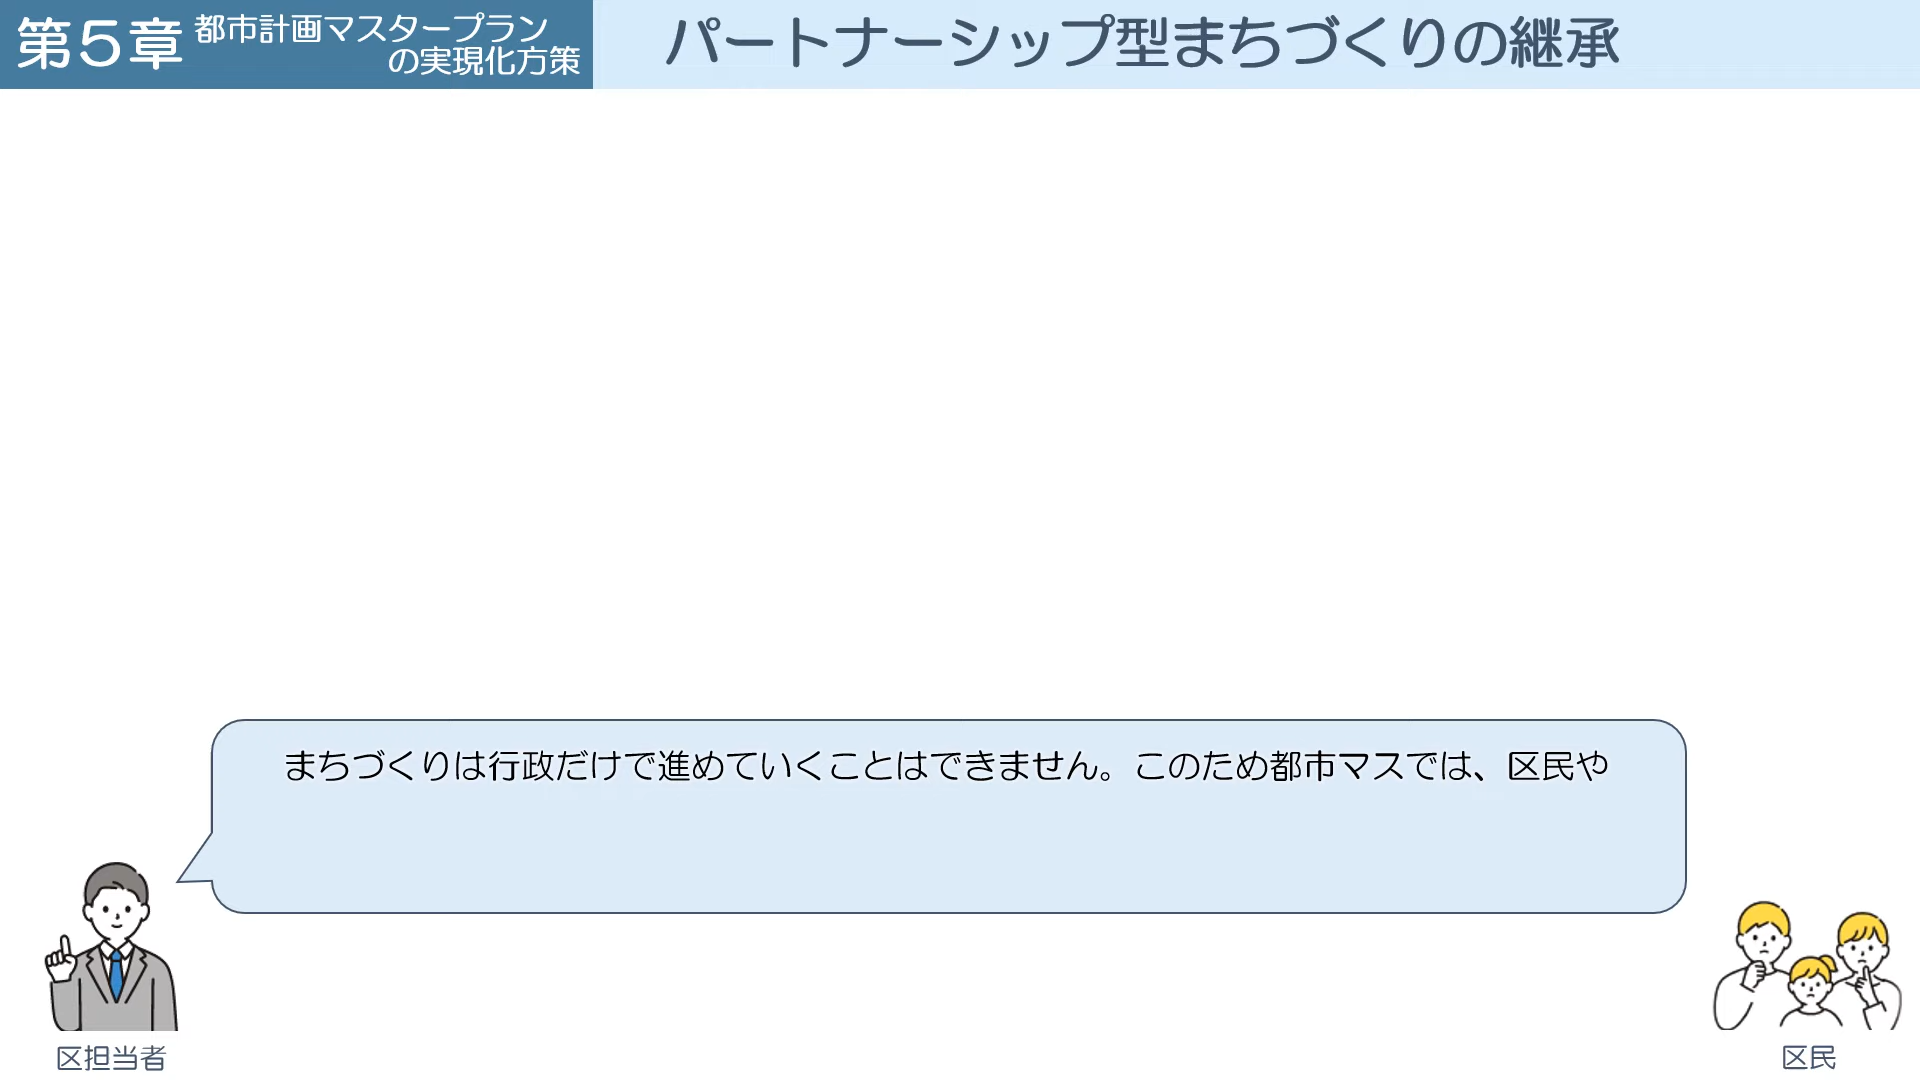 第５章
都市計画マスタープラン
の実現化方策
パートナーシップ型まちづくりの継承
まちづくりは行政だけで進めていくことはできません。このため都市マスでは、区民や
区担当者
区民